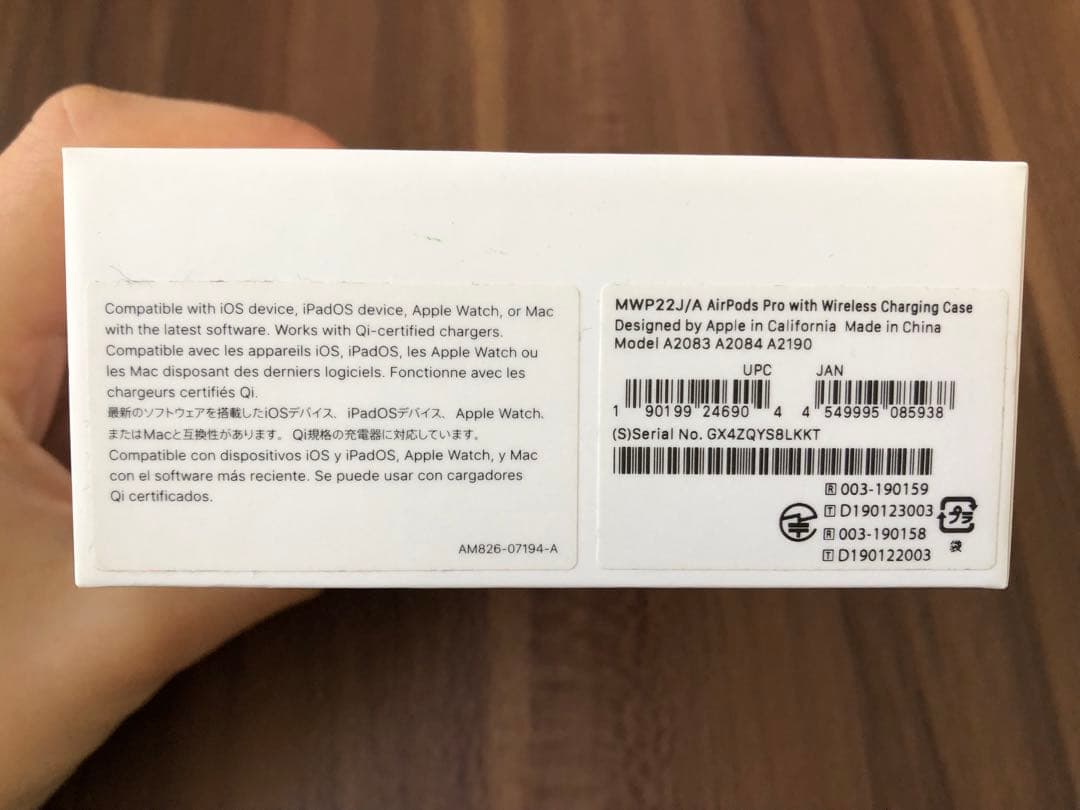 Compatible with iOS device, iPadOS device, Apple Watch, or Mac
with the latest software. Works with Qi-certified chargers.
Compatible avec les appareils iOS, iPadOS, les Apple Watch ou
les Mac disposant des derniers logiciels. Fonctionne avec les
chargeurs certifiés Qi.
最新のソフトウェアを搭載したiOSデバイス、iPadOSデバイス、Apple Watch、
またはMacと互換性があります。Qi規格の充電器に対応しています。
Compatible con dispositivos iOS y iPadOS, Apple Watch, y Mac
con el software más reciente. Se puede usar con cargadores
Qi certificados.
AM826-07194-A
MWP22J/A AirPods Pro with Wireless Charging Case
Designed by Apple in California Made in China
Model A2083 A2084 A2190
UPC JAN
1 90199 24690 4 4 549995 085938
(S)Serial No. GX4ZQYS8LKKT
R 003-190159
T D190123003
R 003-190158
T D190122003
プラ
袋